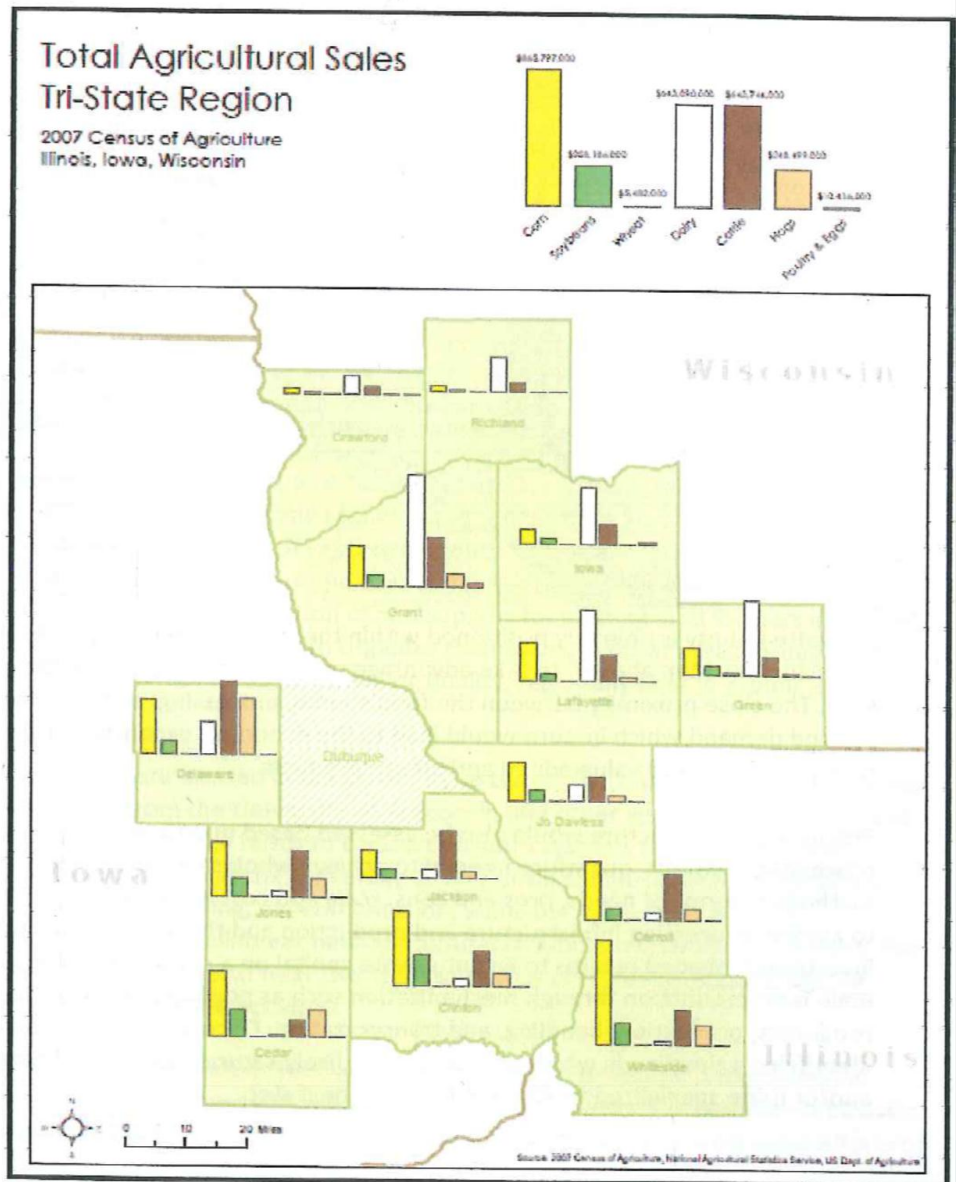 Total Agricultural Sales
Tri-State Region
2007 Census of Agriculture
Illinois, Iowa, Wisconsin
Corn
Soybeans
Wheat
Dairy
Cattle
Hogs
Poultry & Eggs
Wisconsin
Crawford
Richland
Iowa
Grant
Lafayette
Green
Delaware
Dubuque
Jo Daviess
Iowa
Jones
Jackson
Carroll
Clinton
Cedar
Whiteside
Illinois
N
0 10 20 Miles
Source: 2007 Census of Agriculture, National Agricultural Statistics Service, US Dept. of Agriculture